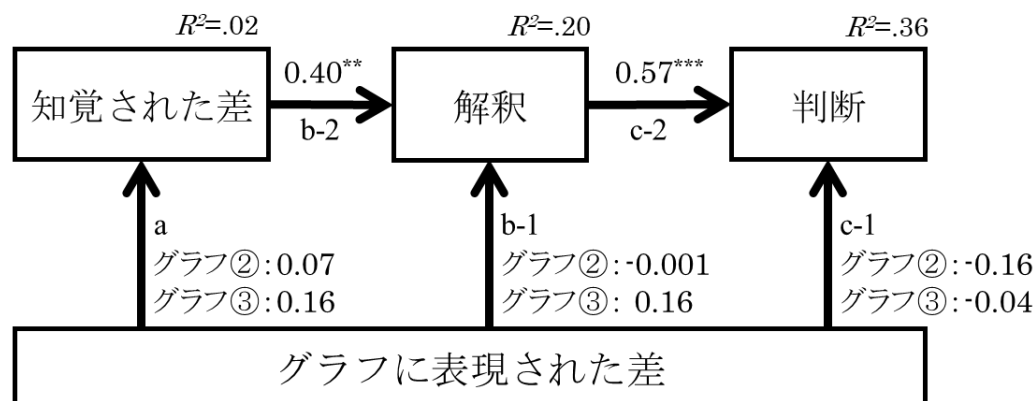 R²=.02
R²=.20
R²=.36
知覚された差
0.40**
b-2
解釈
0.57***
c-2
判断
a
グラフ②:0.07
グラフ③:0.16
b-1
グラフ②:-0.001
グラフ③: 0.16
c-1
グラフ②:-0.16
グラフ③:-0.04
グラフに表現された差